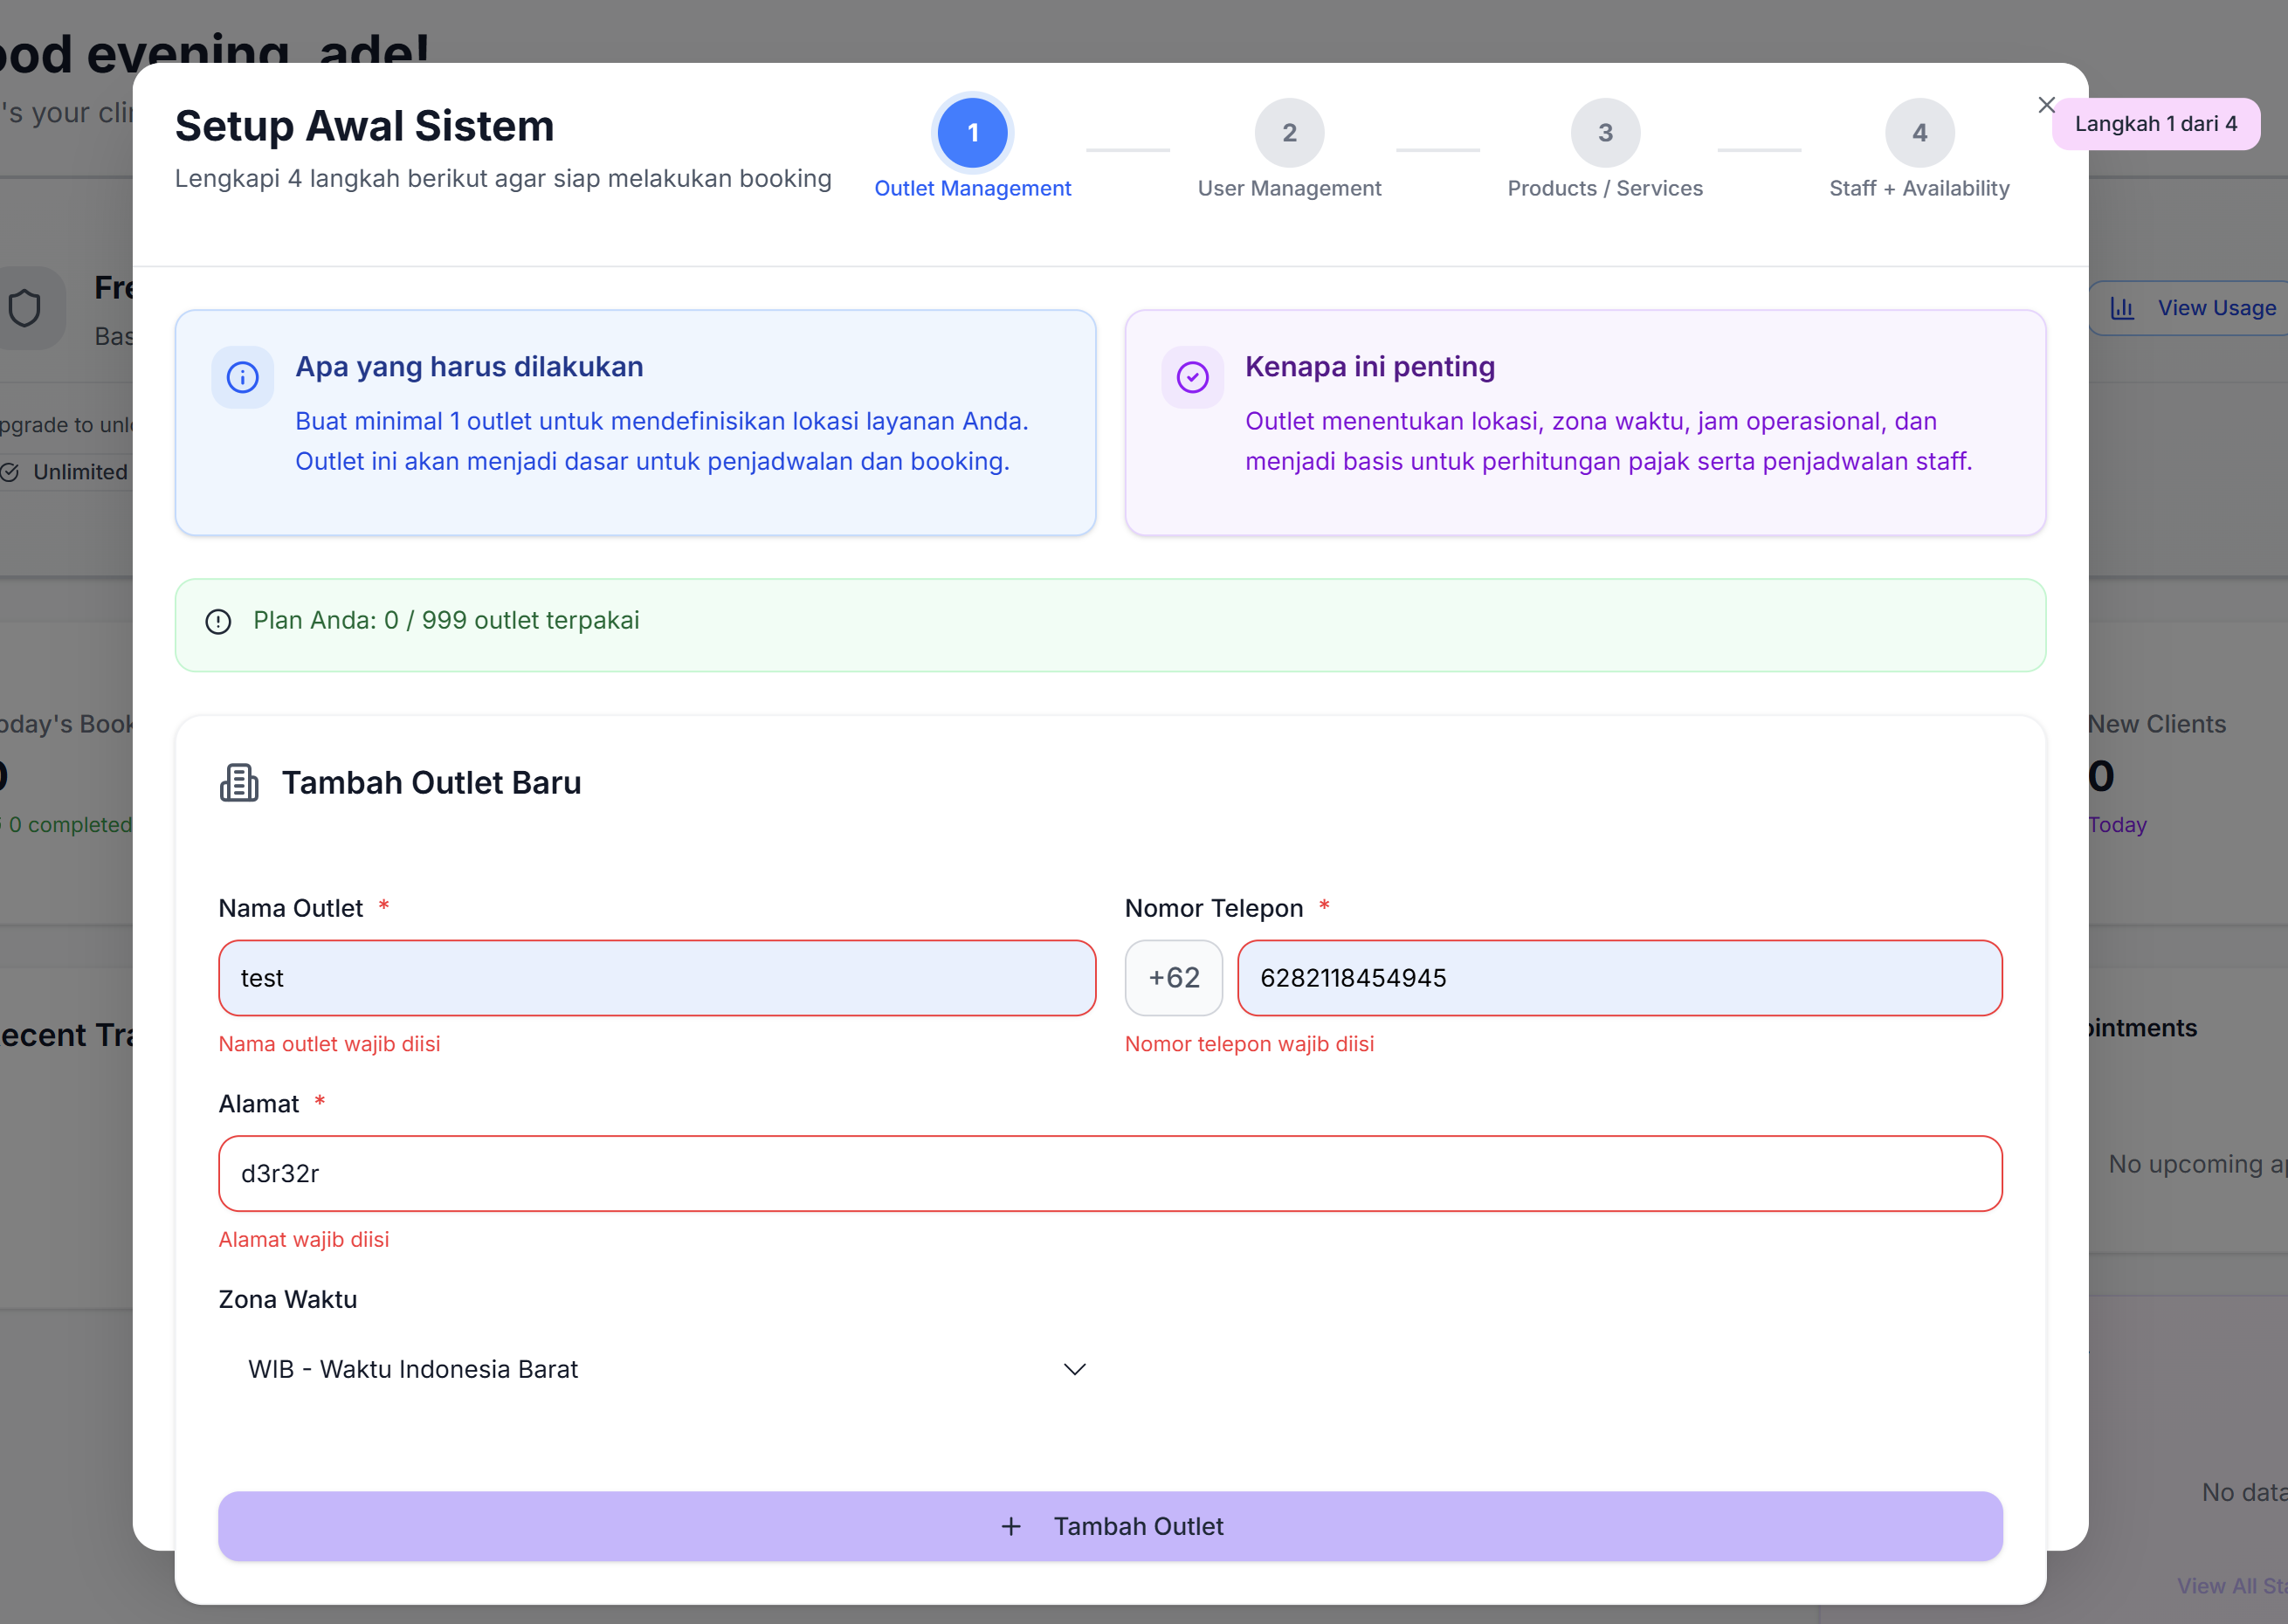 ood evening, ade!
's your cli
Setup Awal Sistem
Lengkapi 4 langkah berikut agar siap melakukan booking
1
Outlet Management
2
User Management
3
Products / Services
4
Staff + Availability
Langkah 1 dari 4
Fre
Bas
View Usage
pgrade to unlo
Unlimited
Apa yang harus dilakukan
Buat minimal 1 outlet untuk mendefinisikan lokasi layanan Anda.
Outlet ini akan menjadi dasar untuk penjadwalan dan booking.
Kenapa ini penting
Outlet menentukan lokasi, zona waktu, jam operasional, dan
menjadi basis untuk perhitungan pajak serta penjadwalan staff.
Plan Anda: 0 / 999 outlet terpakai
oday's Book
0
0 completed
New Clients
0
Today
Tambah Outlet Baru
Nama Outlet *
test
Nama outlet wajib diisi
Nomor Telepon *
+62
6282118454945
Nomor telepon wajib diisi
ecent Tra
ointments
Alamat *
d3r32r
Alamat wajib diisi
No upcoming ap
Zona Waktu
WIB - Waktu Indonesia Barat
No data
+ Tambah Outlet
View All Sta